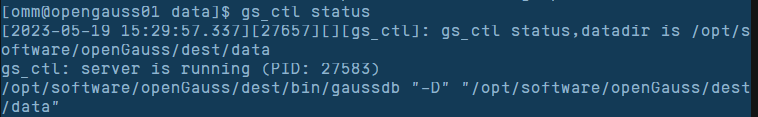 [omm@opengauss01 data]$ gs_ctl status
[2023-05-19 15:29:57.337][27657][][gs_ctl]: gs_ctl status,datadir is /opt/s
oftware/openGauss/dest/data
gs_ctl: server is running (PID: 27583)
/opt/software/openGauss/dest/bin/gaussdb "-D" "/opt/software/openGauss/dest
/data"